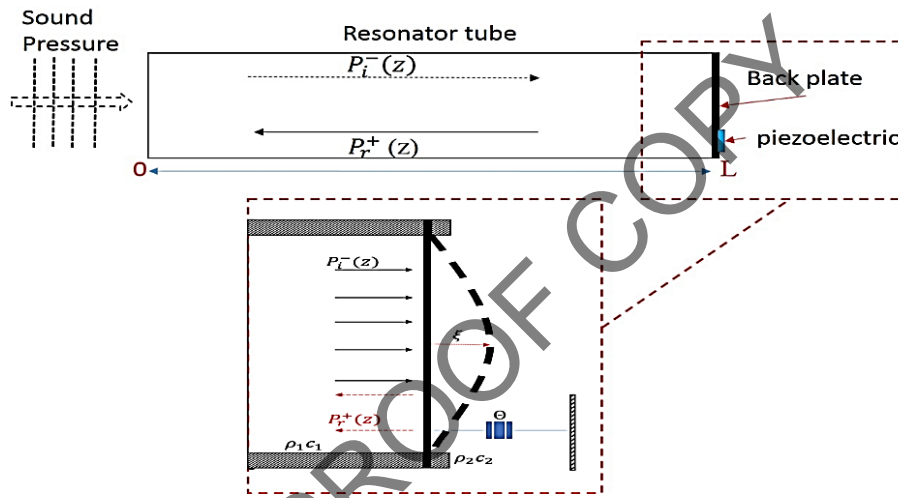 Sound
Pressure
Resonator tube
P_i^-(z)
Back plate
piezoelectric
P_r^+(z)
0
L
P_i^-(z)
ξ
P_r^+(z)
Θ
ρ₁c₁
ρ₂c₂
PROOF COPY